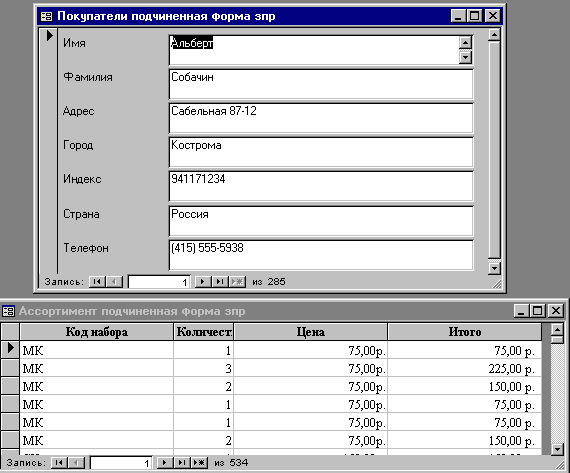 Покупатели подчиненная форма зпр
Имя Альберт
Фамилия Собачин
Адрес Сабельная 87-12
Город Кострома
Индекс 941171234
Страна Россия
Телефон (415) 555-5938
Запись: 1 из 285
Ассортимент подчиненная форма зпр
Код набора Количест. Цена Итого
МК 1 75,00р. 75,00 р.
МК 3 75,00р. 225,00 р.
МК 2 75,00р. 150,00 р.
МК 1 75,00р. 75,00 р.
МК 1 75,00р. 75,00 р.
МК 2 75,00р. 150,00 р.
Запись: 1 из 534